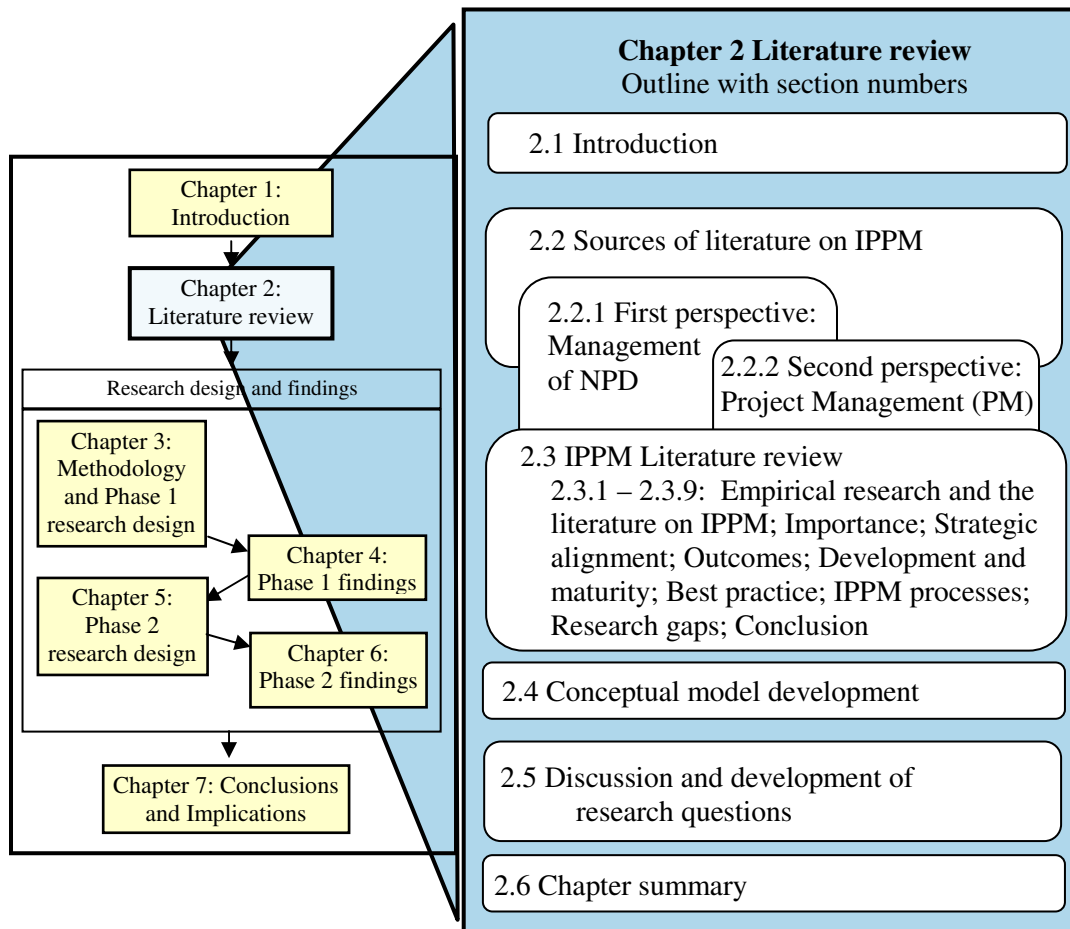 Chapter 1:
Introduction
Chapter 2:
Literature review
Research design and findings
Chapter 3:
Methodology
and Phase 1
research design
Chapter 4:
Phase 1 findings
Chapter 5:
Phase 2
research design
Chapter 6:
Phase 2 findings
Chapter 7: Conclusions
and Implications
Chapter 2 Literature review
Outline with section numbers
2.1 Introduction
2.2 Sources of literature on IPPM
2.2.1 First perspective:
Management
of NPD
2.2.2 Second perspective:
Project Management (PM)
2.3 IPPM Literature review
2.3.1 – 2.3.9: Empirical research and the
literature on IPPM; Importance; Strategic
alignment; Outcomes; Development and
maturity; Best practice; IPPM processes;
Research gaps; Conclusion
2.4 Conceptual model development
2.5 Discussion and development of
research questions
2.6 Chapter summary